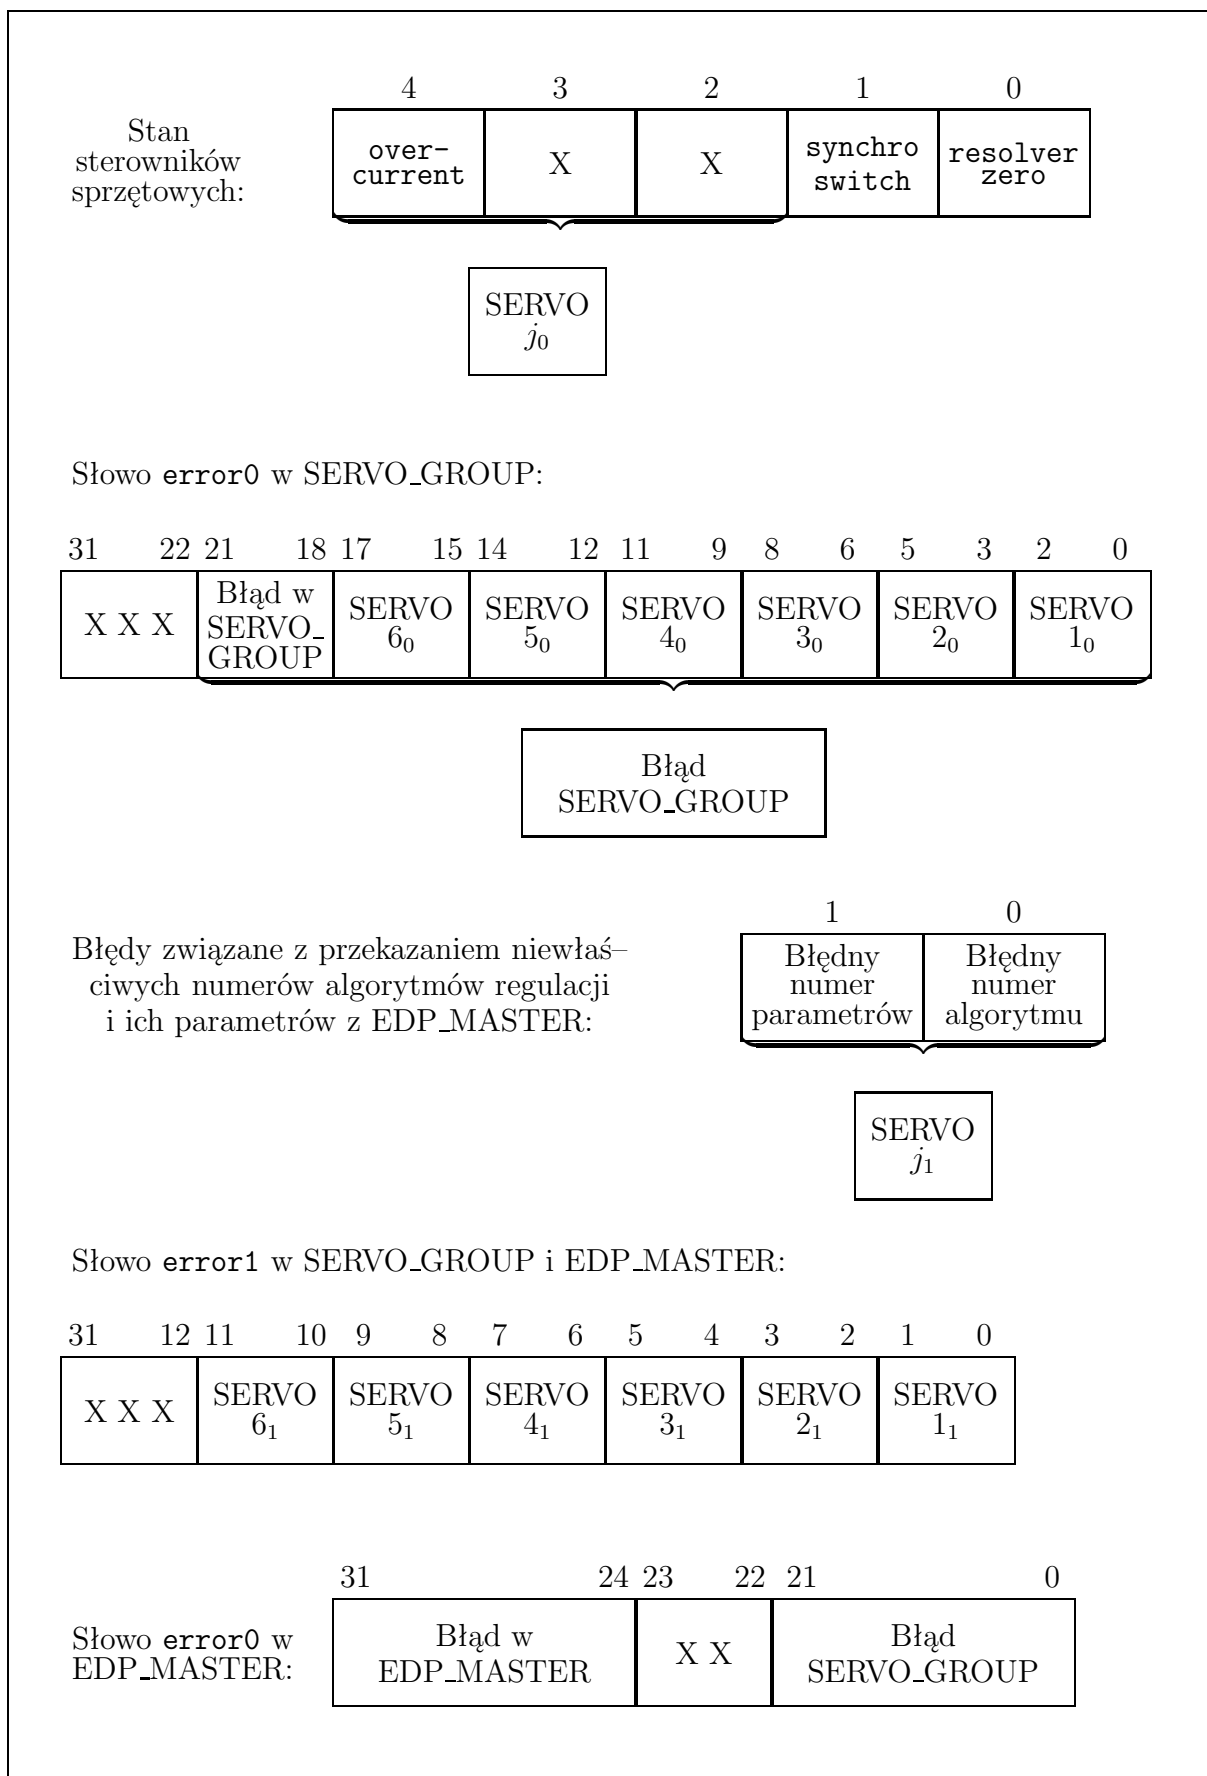 4 3 2 1 0
Stan
sterowników
sprzętowych:
over-
current
X
X
synchro
switch
resolver
zero
SERVO
j₀
Słowo error0 w SERVO_GROUP:
31 22 21 18 17 15 14 12 11 9 8 6 5 3 2 0
X X X
Błąd w
SERVO_
GROUP
SERVO
6₀
SERVO
5₀
SERVO
4₀
SERVO
3₀
SERVO
2₀
SERVO
1₀
Błąd
SERVO_GROUP
Błędy związane z przekazaniem niewłaś–
ciwych numerów algorytmów regulacji
i ich parametrów z EDP_MASTER:
1 0
Błędny
numer
parametrów
Błędny
numer
algorytmu
SERVO
j₁
Słowo error1 w SERVO_GROUP i EDP_MASTER:
31 12 11 10 9 8 7 6 5 4 3 2 1 0
X X X
SERVO
6₁
SERVO
5₁
SERVO
4₁
SERVO
3₁
SERVO
2₁
SERVO
1₁
31 24 23 22 21 0
Słowo error0 w
EDP_MASTER:
Błąd w
EDP_MASTER
X X
Błąd
SERVO_GROUP